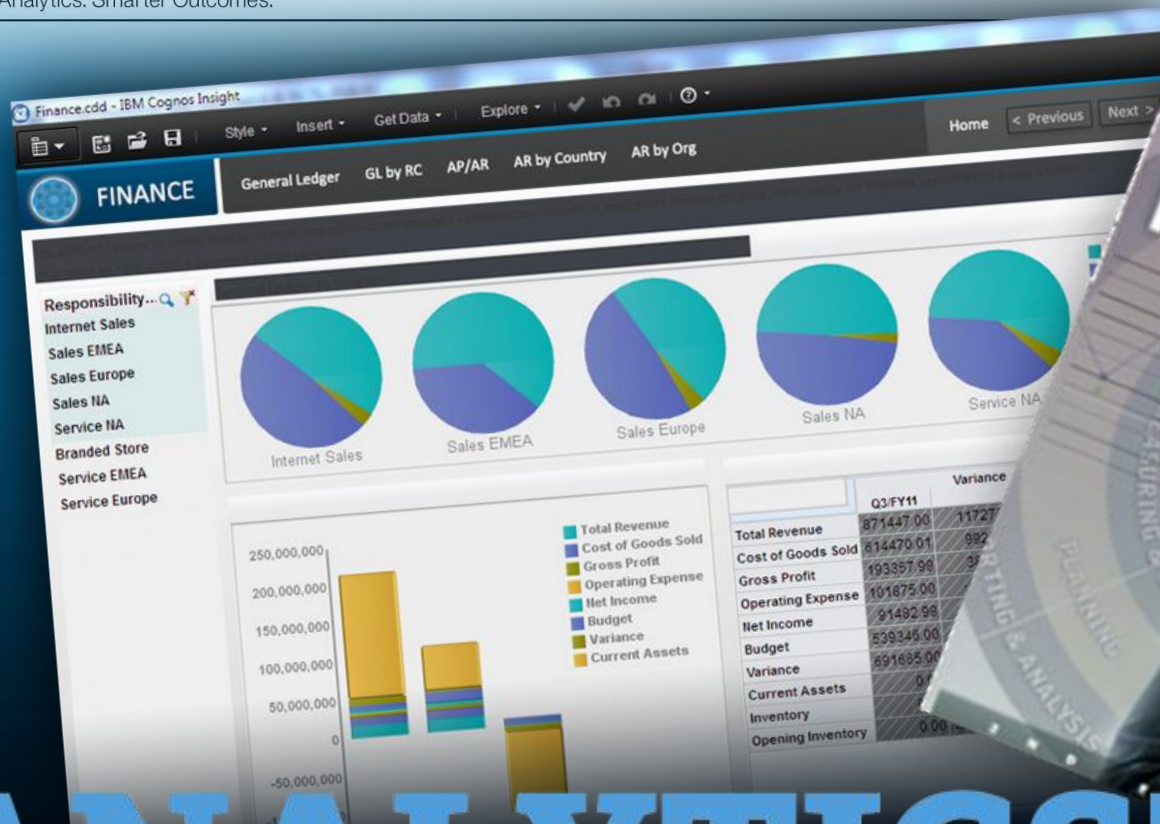 Analytics. Smarter Outcomes.
Finance.cdd - IBM Cognos Insight
Style Insert Get Data Explore
FINANCE
General Ledger GL by RC AP/AR AR by Country AR by Org
Home < Previous Next >
Responsibility...
Internet Sales
Sales EMEA
Sales Europe
Sales NA
Service NA
Branded Store
Service EMEA
Service Europe
Internet Sales
Sales EMEA
Sales Europe
Sales NA
Service NA
250,000,000
200,000,000
150,000,000
100,000,000
50,000,000
0
-50,000,000
Total Revenue
Cost of Goods Sold
Gross Profit
Operating Expense
Net Income
Budget
Variance
Current Assets
Variance
Q3/FY11
Total Revenue 871447.00
Cost of Goods Sold 614470.01
Gross Profit 193357.99
Operating Expense 101875.00
Net Income 91482.99
Budget 539346.00
Variance 691665.00
Current Assets
Inventory
Opening Inventory 0.00
PLANNING
& ANALYSIS
ANALYTICS